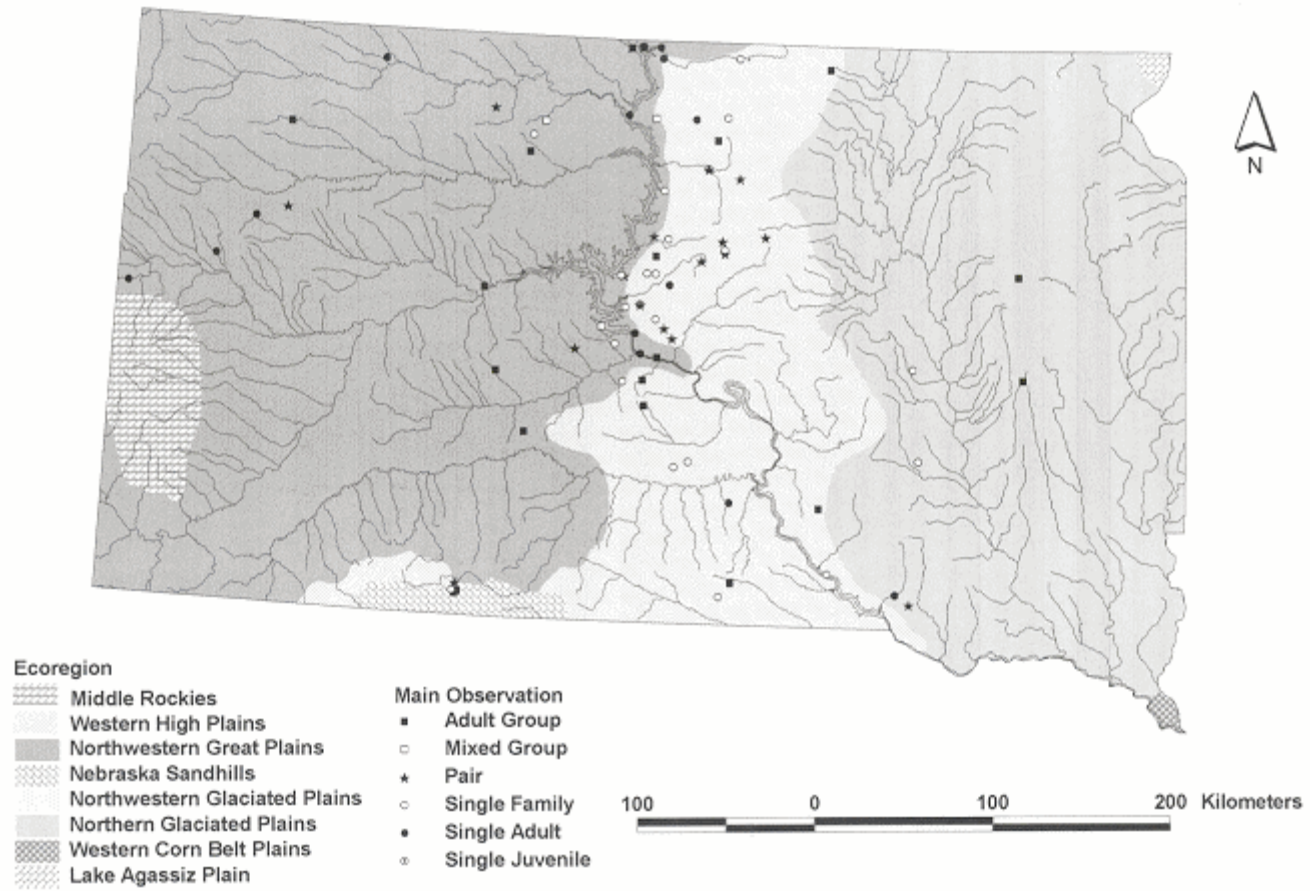 N
Ecoregion
Middle Rockies
Western High Plains
Northwestern Great Plains
Nebraska Sandhills
Northwestern Glaciated Plains
Northern Glaciated Plains
Western Corn Belt Plains
Lake Agassiz Plain
Main Observation
Adult Group
Mixed Group
Pair
Single Family
Single Adult
Single Juvenile
100 0 100 200 Kilometers